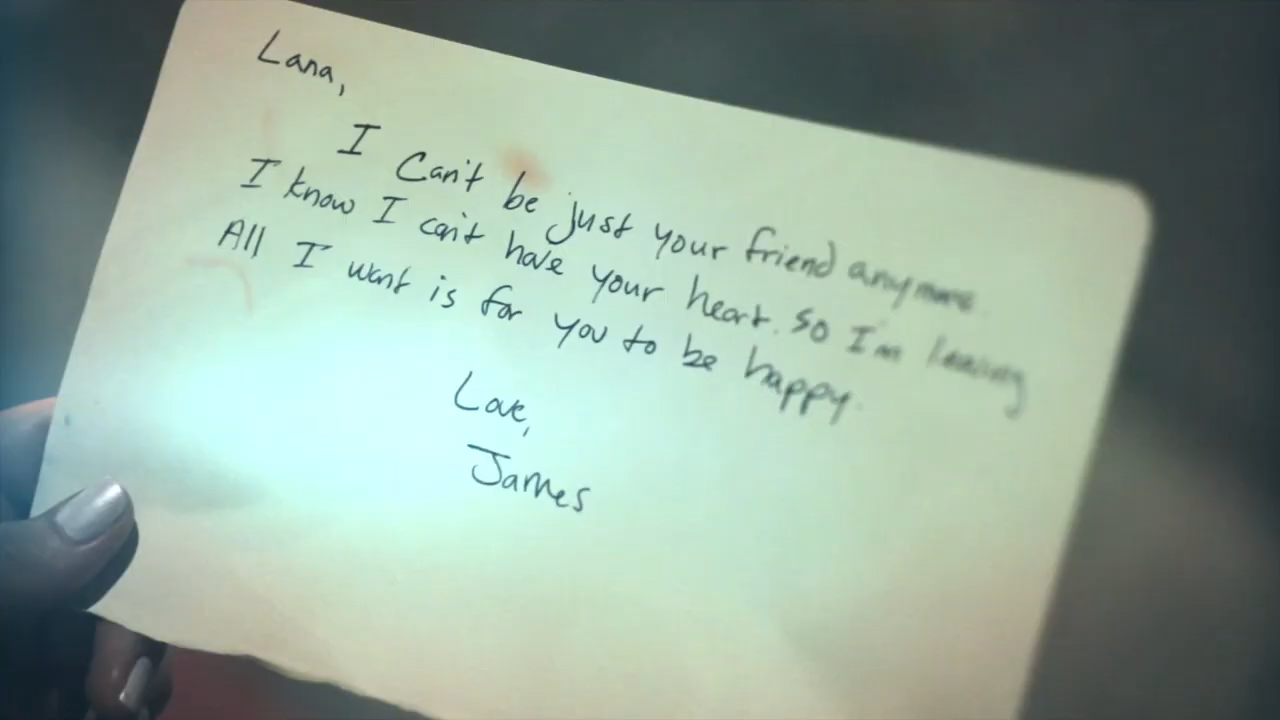 Lana,
I Can't be just your friend anymore.
I know I can't have your heart. So I'm leaving
All I want is for you to be happy.
Love,
James